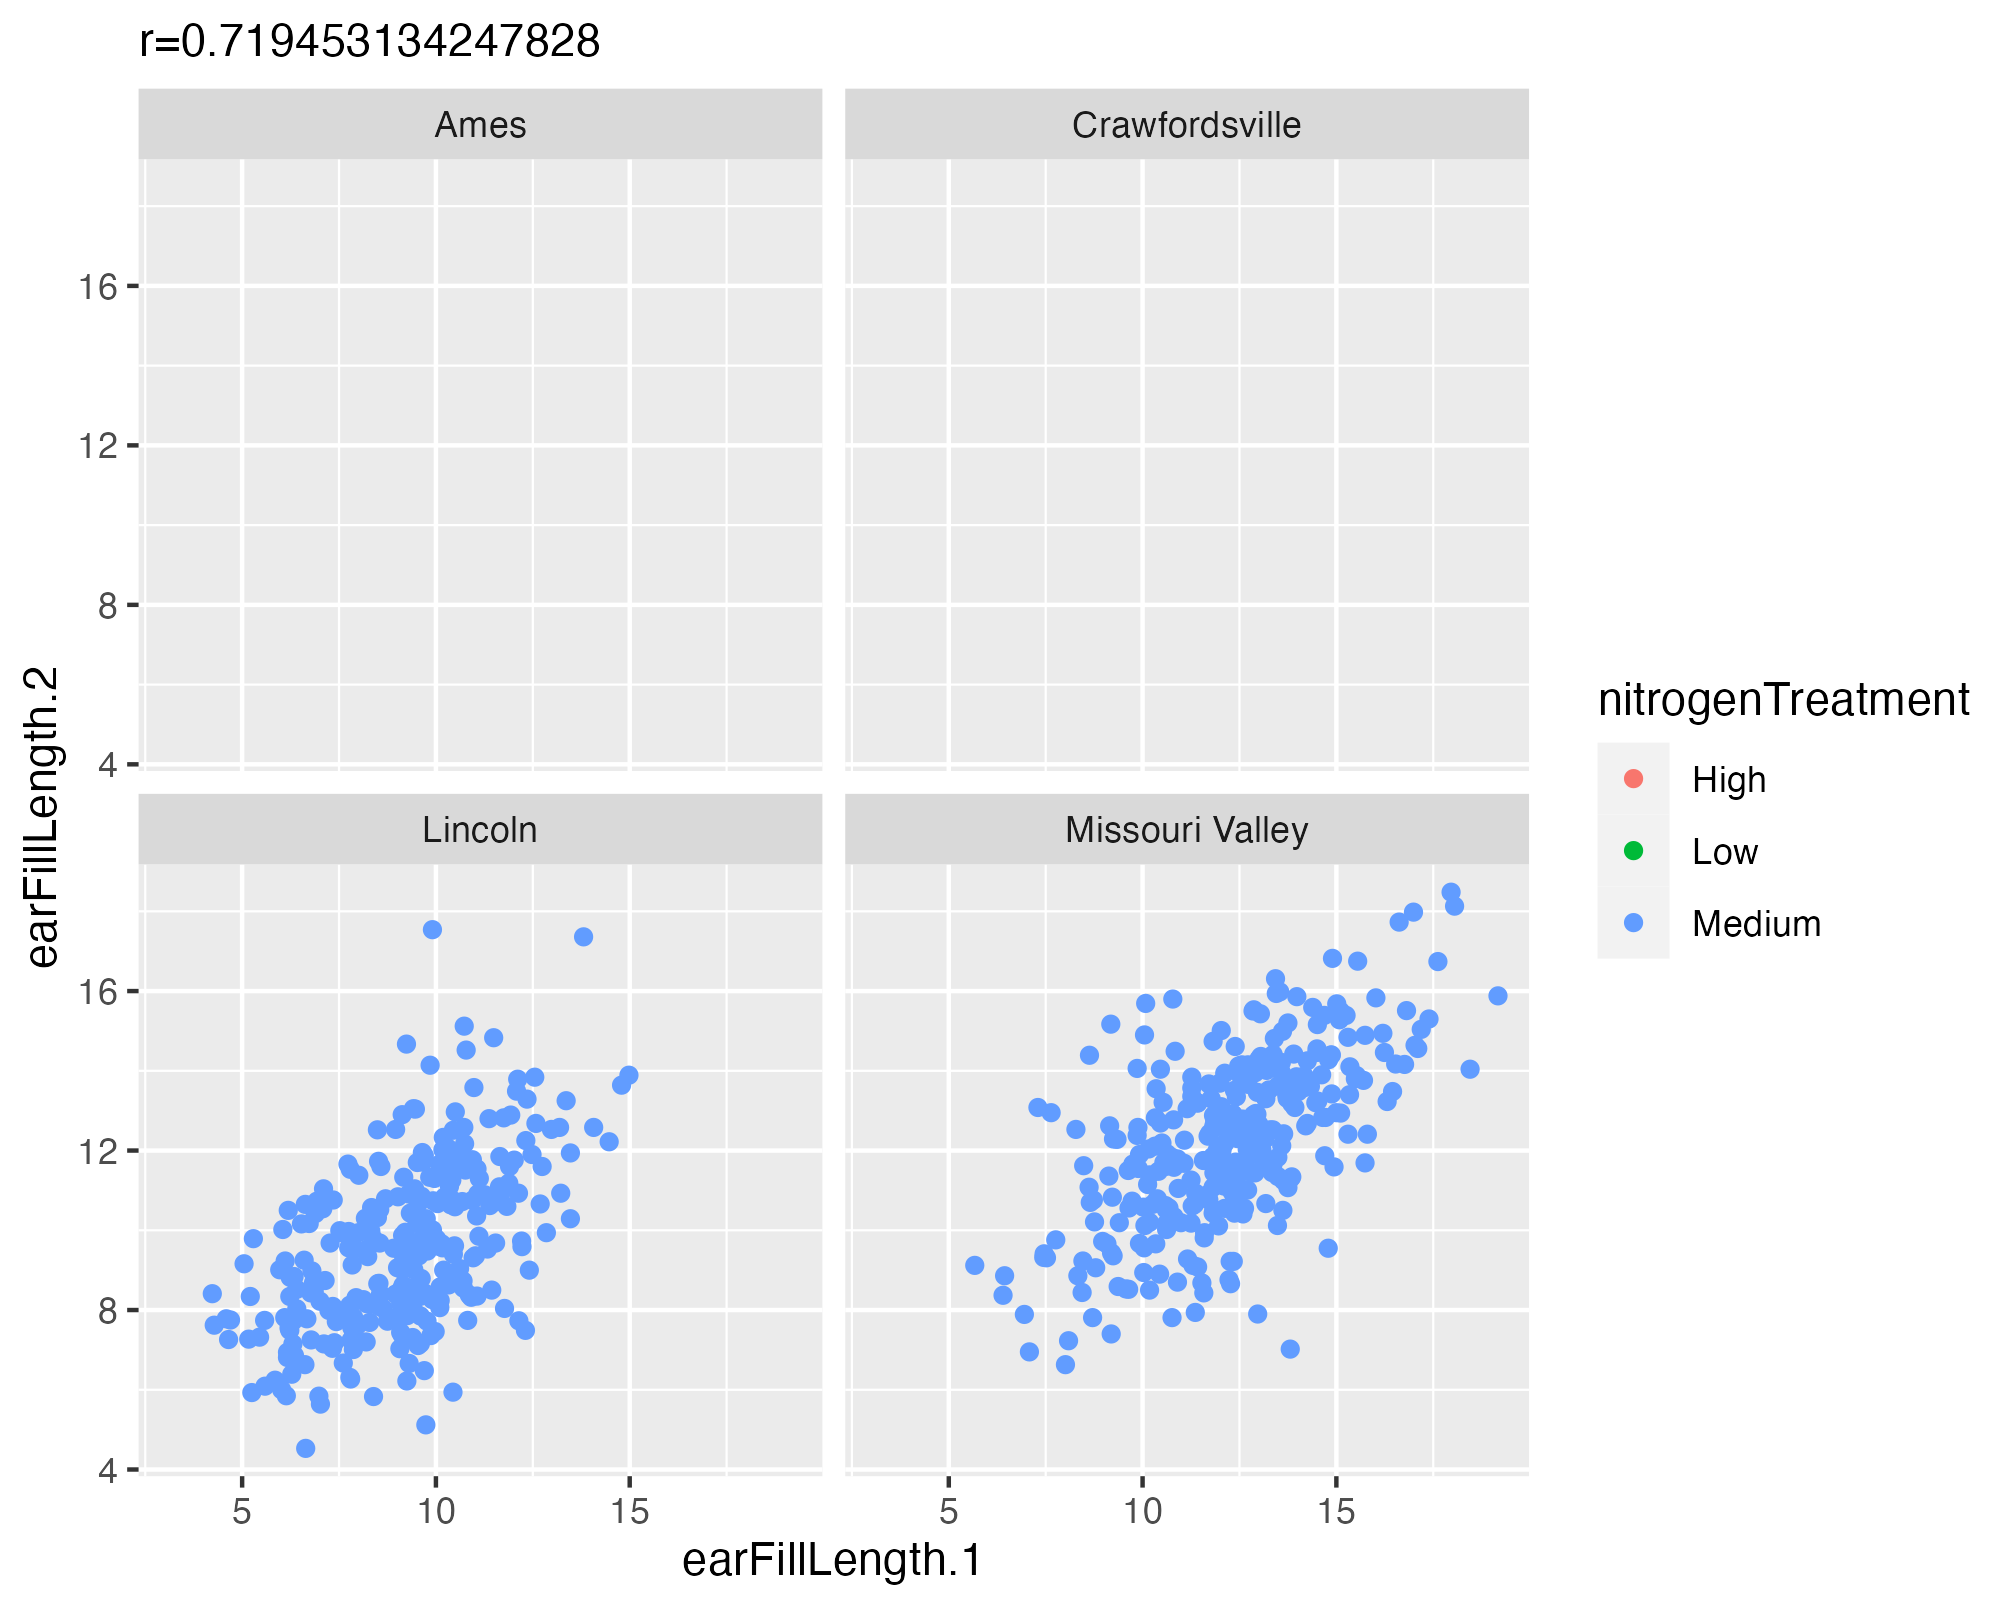 r=0.719453134247828
Ames
Crawfordsville
16
12
8
4
Lincoln
Missouri Valley
16
12
8
4
5
10
15
5
10
15
earFillLength.1
earFillLength.2
nitrogenTreatment
High
Low
Medium